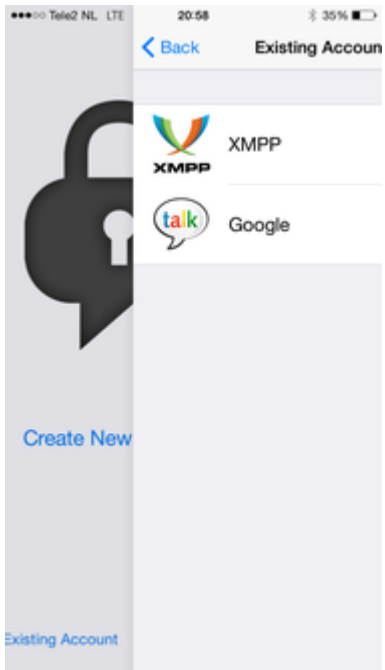 Tele2 NL LTE 20:58 35%
Back Existing Accoun
XMPP
XMPP
talk
Google
Create New
Existing Account